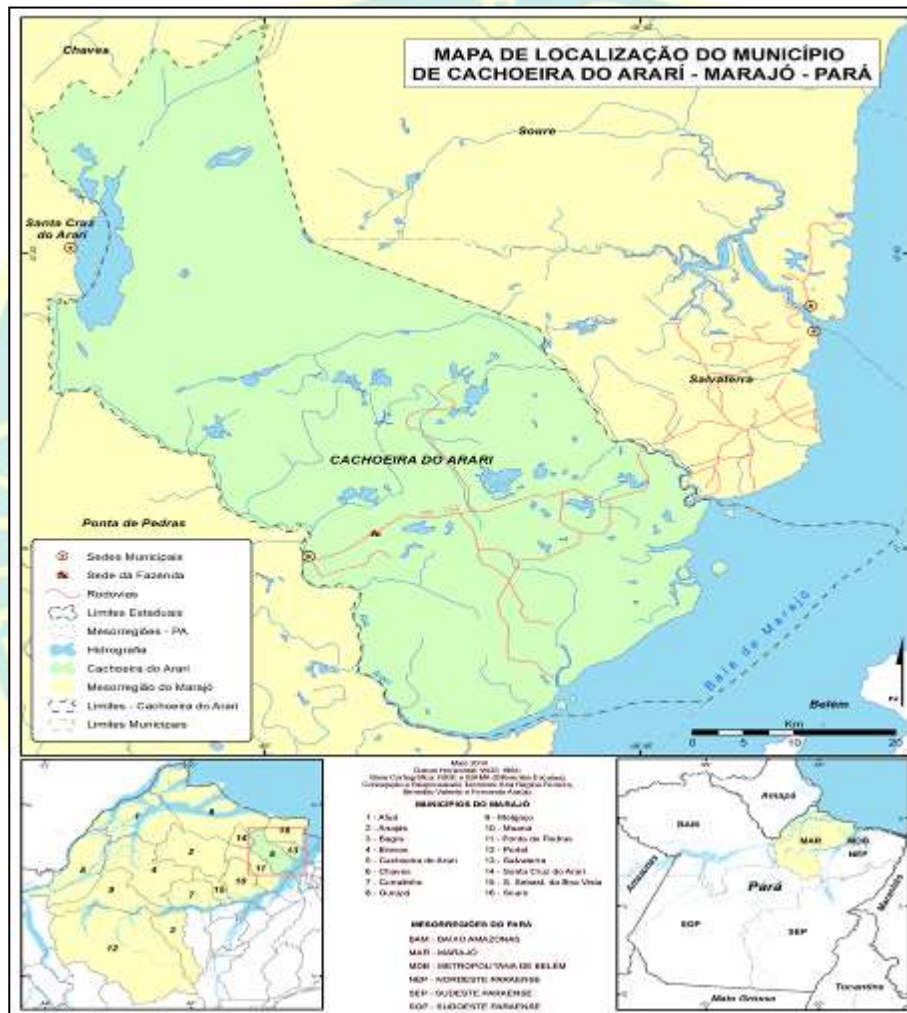 MAPA DE LOCALIZAÇÃO DO MUNICÍPIO
DE CACHOEIRA DO ARARÍ - MARAJÓ - PARÁ
Chaves
Soure
Santa Cruz
do Arari
Salvaterra
CACHOEIRA DO ARARI
Ponta de Pedras
Baía de Marajó
Belém
Sedes Municipais
Sede da Fazenda
Rodovias
Limites Estaduais
Mesorregiões - PA
Hidrografia
Cachoeira do Arari
Mesorregião do Marajó
Limites - Cachoeira do Arari
Limites Municipais
Km
0 10 20
MUNICÍPIOS DO MARAJÓ
1 - Afuá
2 - Anajás
3 - Bagre
4 - Breves
5 - Cachoeira do Arari
6 - Chaves
7 - Curralinho
8 - Gurupá
9 - Melgaço
10 - Muaná
11 - Ponta de Pedras
12 - Portel
13 - Salvaterra
14 - Santa Cruz do Arari
15 - S. Sebast. da Boa Vista
16 - Soure
MESORREGIÕES DO PARÁ
BAM - BAIXO AMAZONAS
MAR - MARAJÓ
MOB - METROPOLITANA DE BELÉM
NEP - NORDESTE PARAENSE
SEP - SUDESTE PARAENSE
SOP - SUDOESTE PARAENSE
Amapá
BAM
MAR
MOB
NEP
Amazonas
Pará
Maranhão
SOP
SEP
Mato Grosso
Tocantins